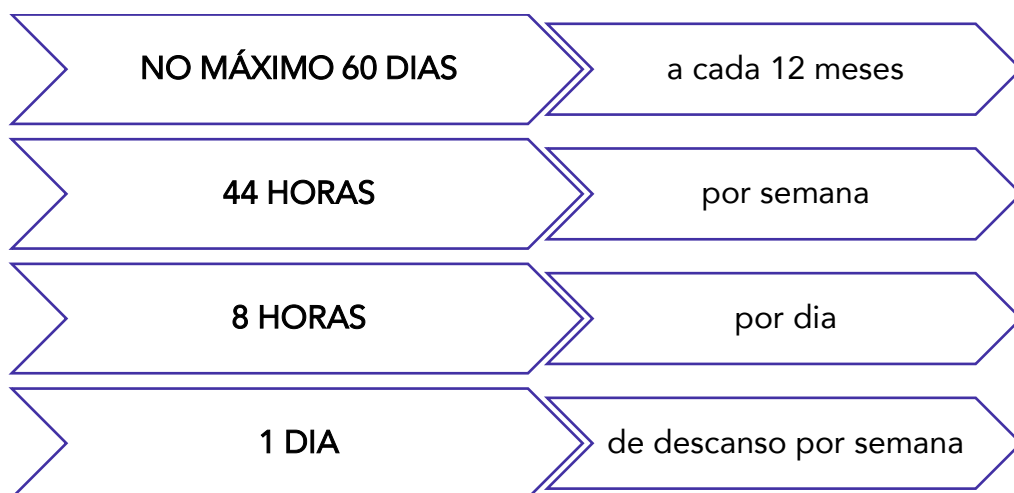 NO MÁXIMO 60 DIAS
a cada 12 meses
44 HORAS
por semana
8 HORAS
por dia
1 DIA
de descanso por semana